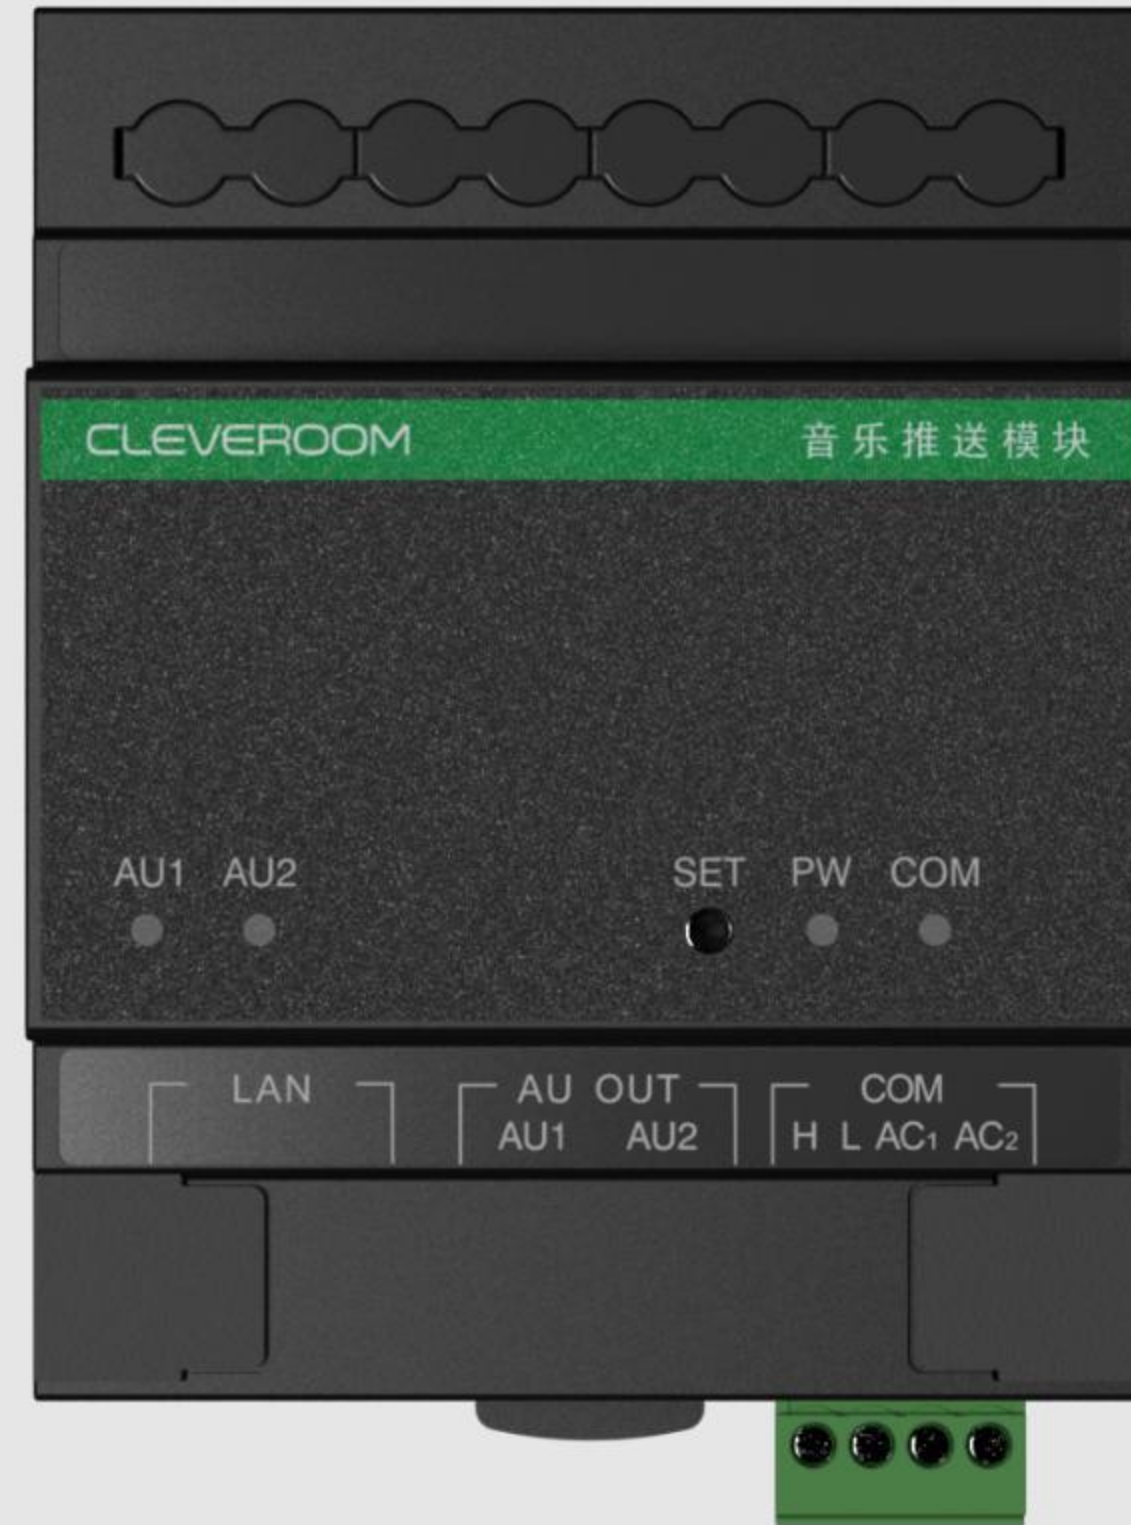 CLEVEROOM 音乐推送模块
AU1 AU2 SET PW COM
LAN AU OUT COM
AU1 AU2 H L AC1 AC2